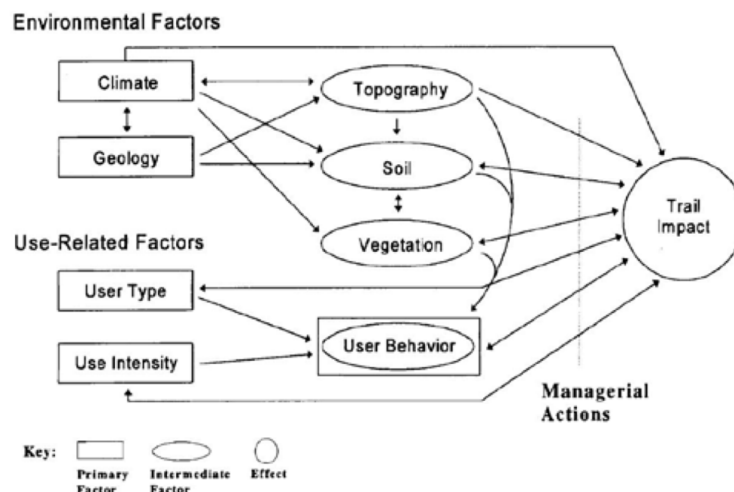 Environmental Factors
Climate
Topography
Geology
Soil
Trail
Impact
Use-Related Factors
Vegetation
User Type
User Behavior
Use Intensity
Managerial
Actions
Key:
Primary
Factor
Intermediate
Factor
Effect